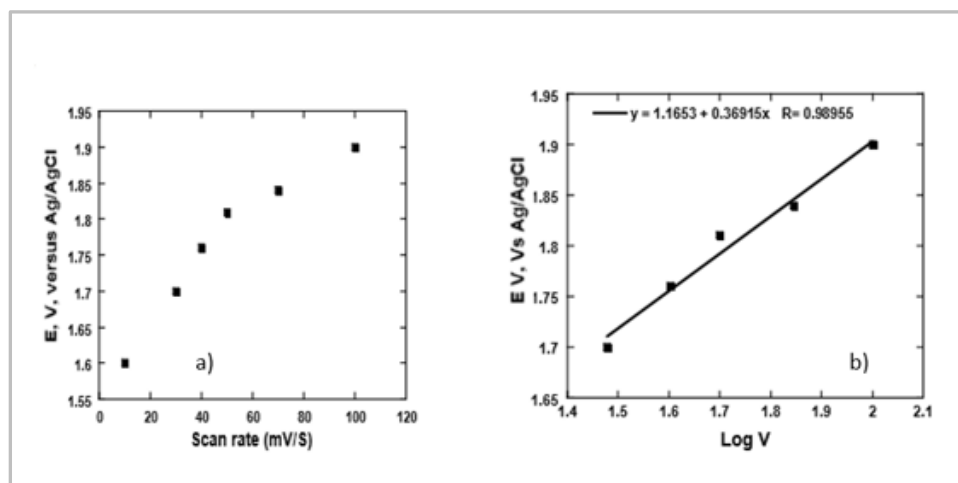 1.95
1.9
1.85
1.8
1.75
1.7
1.65
1.6
1.55
E, V, versus Ag/AgCl
a)
0 20 40 60 80 100 120
Scan rate (mV/S)
1.95
1.9
1.8
1.75
1.7
1.65
E V, Vs Ag/AgCl
y = 1.1653 + 0.36915x R= 0.98955
b)
1.4 1.5 1.6 1.7 1.8 1.9 2 2.1
Log V